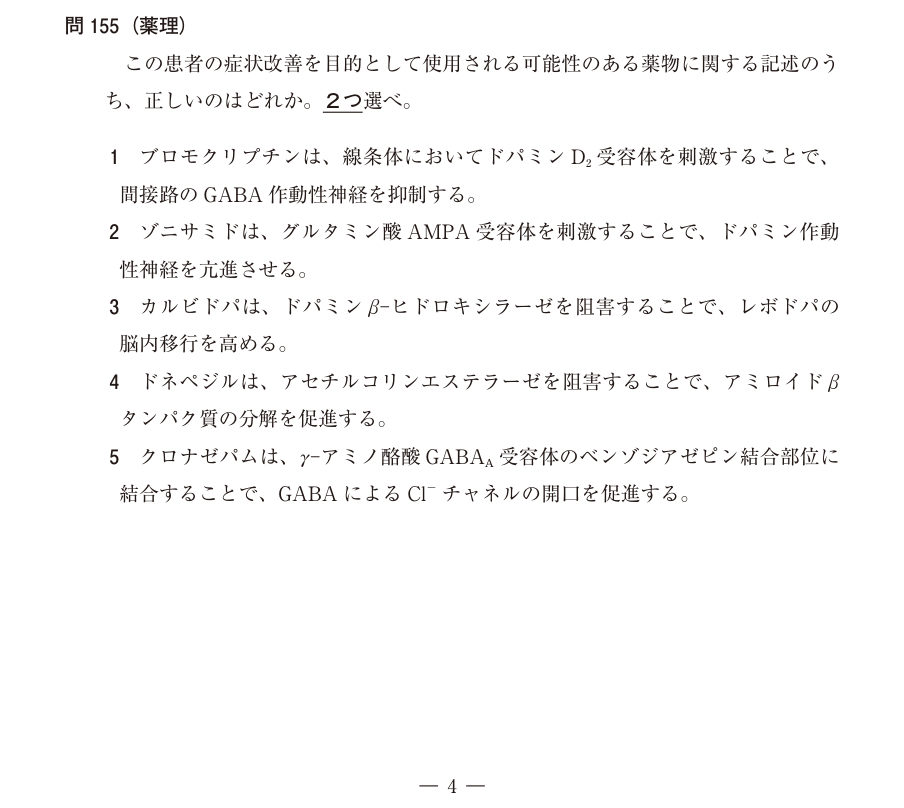 問 155（薬理）
この患者の症状改善を目的として使用される可能性のある薬物に関する記述のう
ち、正しいのはどれか。２つ選べ。
1　ブロモクリプチンは、線条体においてドパミン D₂ 受容体を刺激することで、
間接路の GABA 作動性神経を抑制する。
2　ゾニサミドは、グルタミン酸 AMPA 受容体を刺激することで、ドパミン作動
性神経を亢進させる。
3　カルビドパは、ドパミン β−ヒドロキシラーゼを阻害することで、レボドパの
脳内移行を高める。
4　ドネペジルは、アセチルコリンエステラーゼを阻害することで、アミロイド β
タンパク質の分解を促進する。
5　クロナゼパムは、γ−アミノ酪酸 GABA_A 受容体のベンゾジアゼピン結合部位に
結合することで、GABA による Cl⁻ チャネルの開口を促進する。
— 4 —